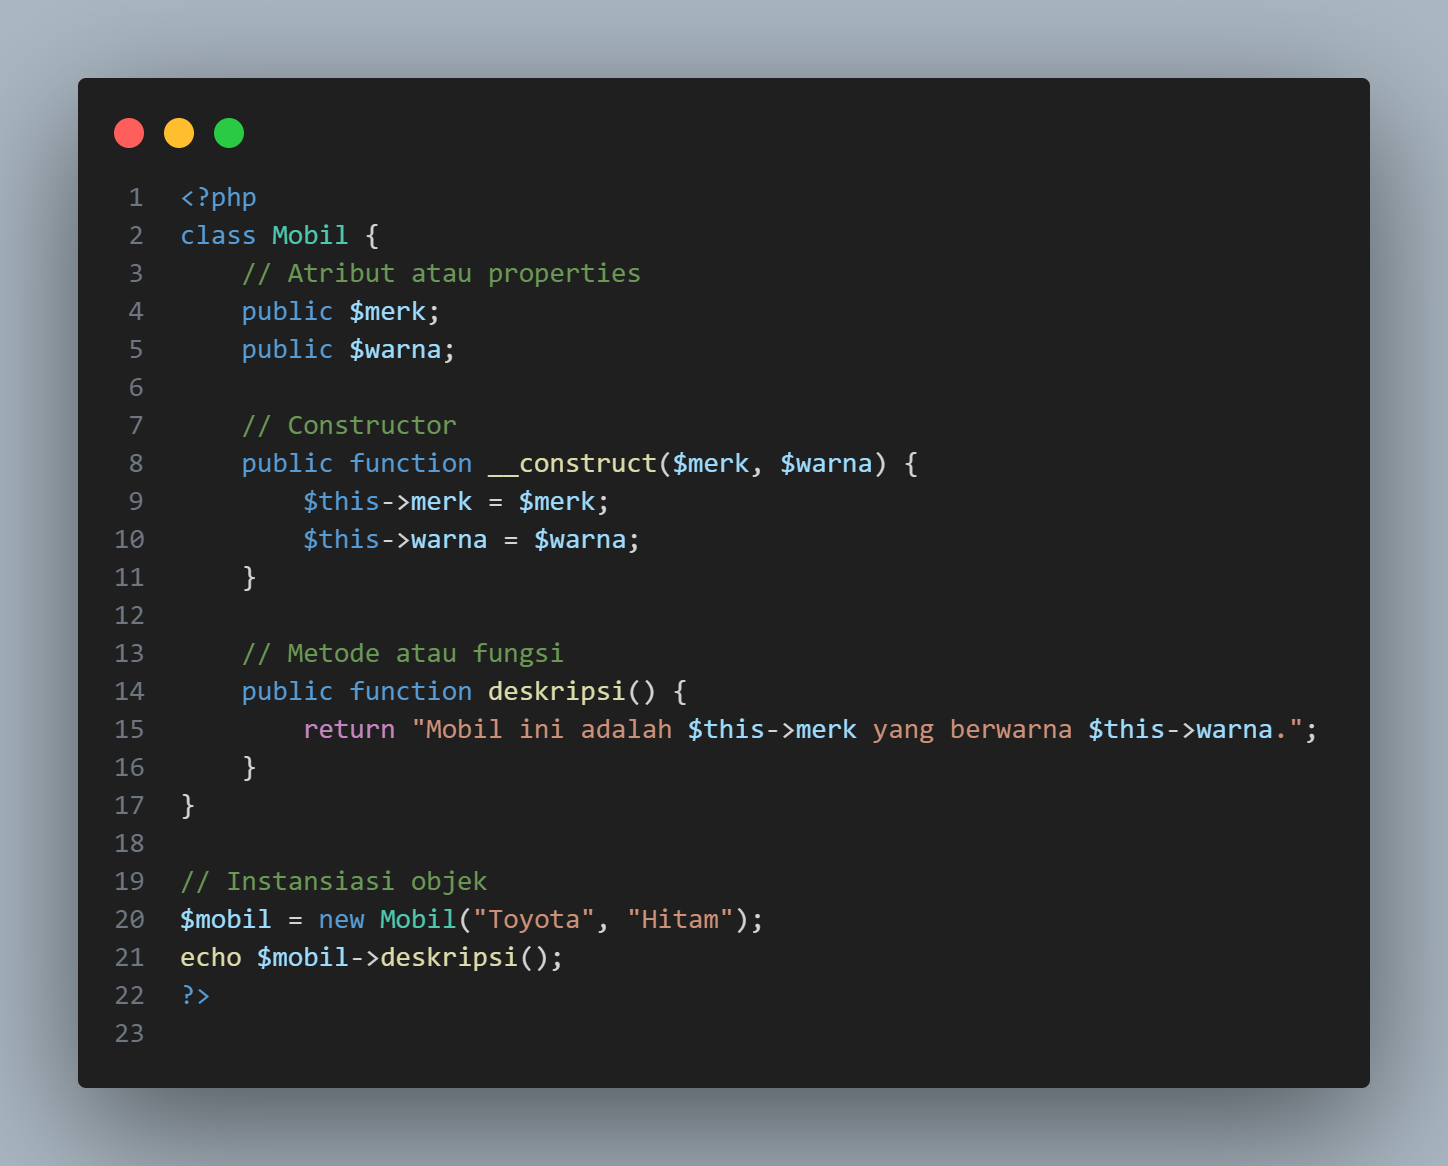 1 <?php
2 class Mobil {
3     // Atribut atau properties
4     public $merk;
5     public $warna;
6
7     // Constructor
8     public function __construct($merk, $warna) {
9         $this->merk = $merk;
10         $this->warna = $warna;
11     }
12
13     // Metode atau fungsi
14     public function deskripsi() {
15         return "Mobil ini adalah $this->merk yang berwarna $this->warna.";
16     }
17 }
18
19 // Instansiasi objek
20 $mobil = new Mobil("Toyota", "Hitam");
21 echo $mobil->deskripsi();
22 ?>
23